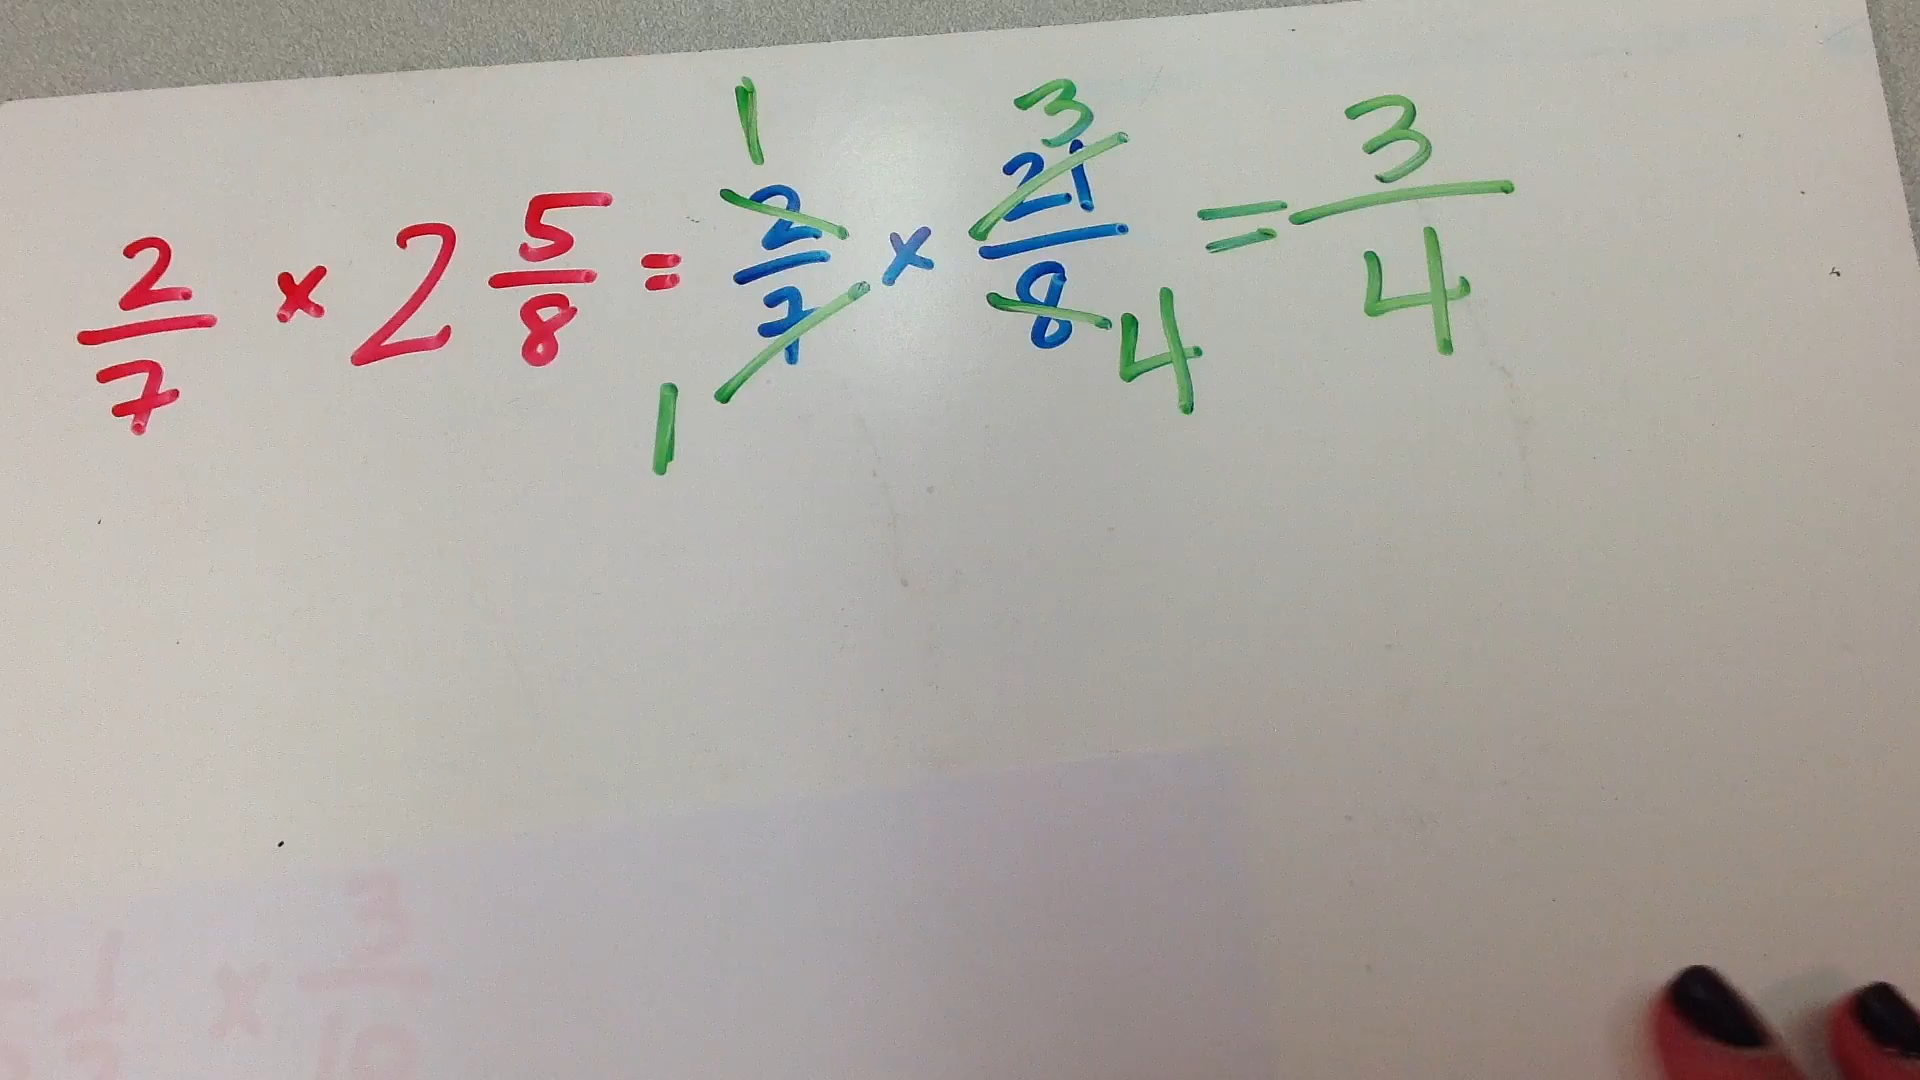 2/7 × 2 5/8 = 2/7 × 21/8 = 3/4
1 3
1 4